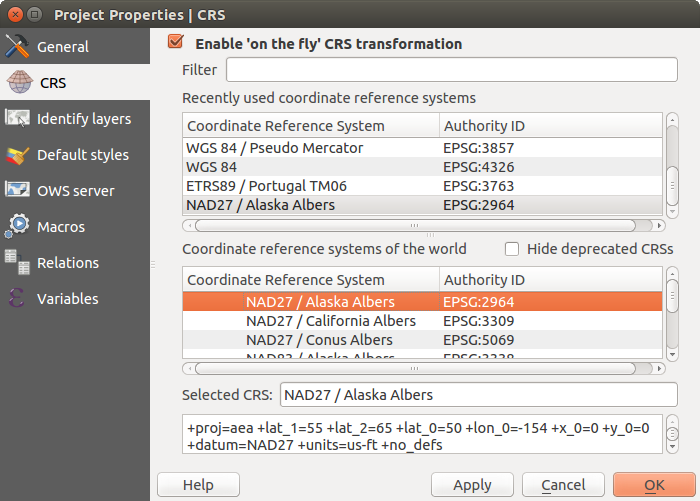 Project Properties | CRS
General
CRS
Identify layers
Default styles
OWS server
Macros
Relations
Variables
Enable 'on the fly' CRS transformation
Filter
Recently used coordinate reference systems
Coordinate Reference System Authority ID
WGS 84 / Pseudo Mercator EPSG:3857
WGS 84 EPSG:4326
ETRS89 / Portugal TM06 EPSG:3763
NAD27 / Alaska Albers EPSG:2964
Coordinate reference systems of the world Hide deprecated CRSs
Coordinate Reference System Authority ID
NAD27 / Alaska Albers EPSG:2964
NAD27 / California Albers EPSG:3309
NAD27 / Conus Albers EPSG:5069
NAD83 / Alaska Albers EPSG:3338
Selected CRS: NAD27 / Alaska Albers
+proj=aea +lat_1=55 +lat_2=65 +lat_0=50 +lon_0=-154 +x_0=0 +y_0=0
+datum=NAD27 +units=us-ft +no_defs
Help Apply Cancel OK